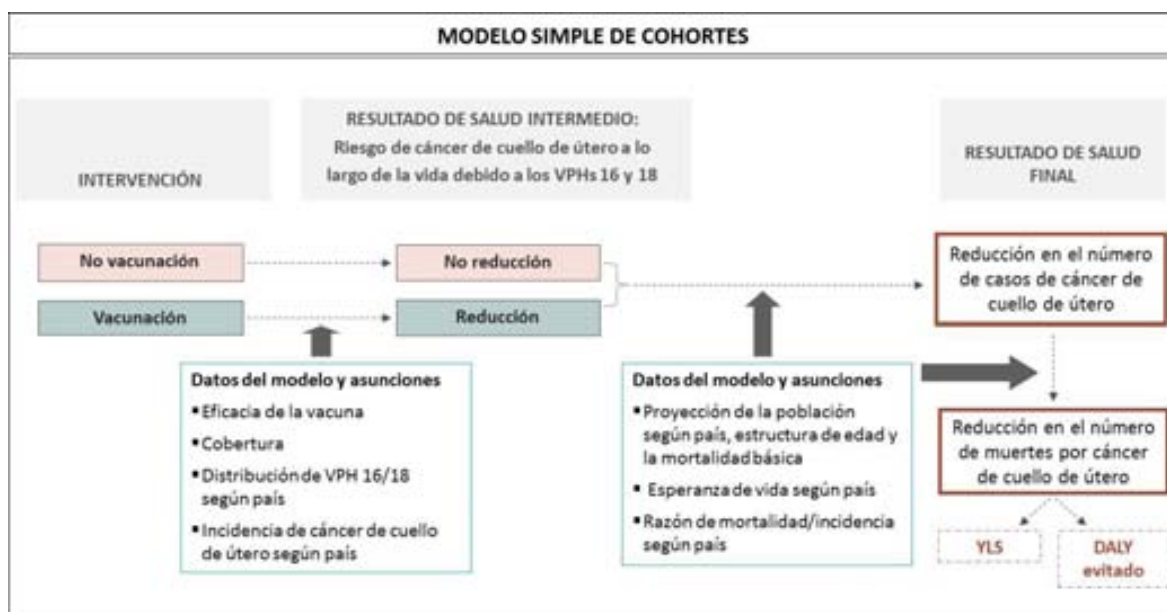 MODELO SIMPLE DE COHORTES
INTERVENCIÓN
RESULTADO DE SALUD INTERMEDIO:
Riesgo de cáncer de cuello de útero a lo
largo de la vida debido a los VPHs 16 y 18
RESULTADO DE SALUD
FINAL
No vacunación
No reducción
Vacunación
Reducción
Reducción en el número
de casos de cáncer de
cuello de útero
Datos del modelo y asunciones
▪Eficacia de la vacuna
▪Cobertura
▪Distribución de VPH 16/18
según país
▪Incidencia de cáncer de cuello
de útero según país
Datos del modelo y asunciones
▪Proyección de la población
según país, estructura de edad y
la mortalidad básica
▪ Esperanza de vida según país
▪Razón de mortalidad/incidencia
según país
Reducción en el número
de muertes por cáncer
de cuello de útero
YLS
DALY
evitado